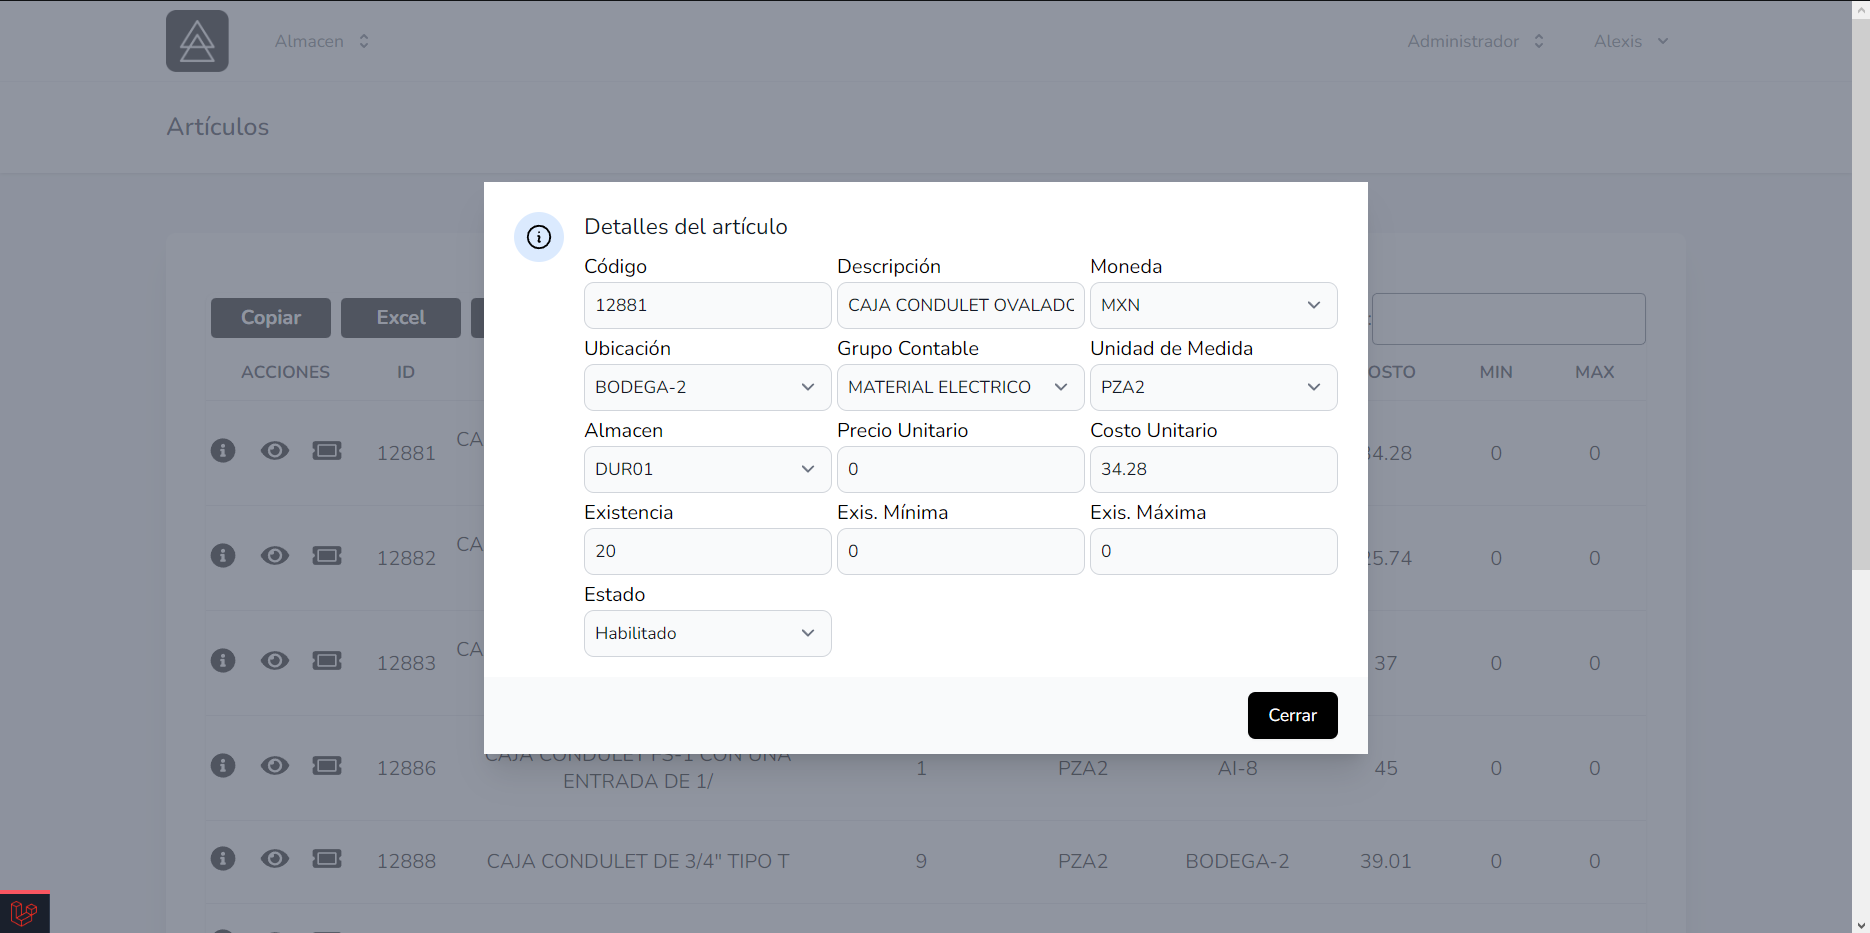 Almacen
Administrador
Alexis
Artículos
Detalles del artículo
Código
Descripción
Moneda
12881
CAJA CONDULET OVALADO
MXN
Ubicación
Grupo Contable
Unidad de Medida
BODEGA-2
MATERIAL ELECTRICO
PZA2
Almacen
Precio Unitario
Costo Unitario
DUR01
0
34.28
Existencia
Exis. Mínima
Exis. Máxima
20
0
0
Estado
Habilitado
Cerrar
Copiar
Excel
:
ACCIONES
ID
OSTO
MIN
MAX
12881
CA
34.28
0
0
12882
CA
25.74
0
0
12883
CA
37
0
0
12886
CAJA CONDULET FS-1 CON UNA
ENTRADA DE 1/
1
PZA2
AI-8
45
0
0
12888
CAJA CONDULET DE 3/4" TIPO T
9
PZA2
BODEGA-2
39.01
0
0